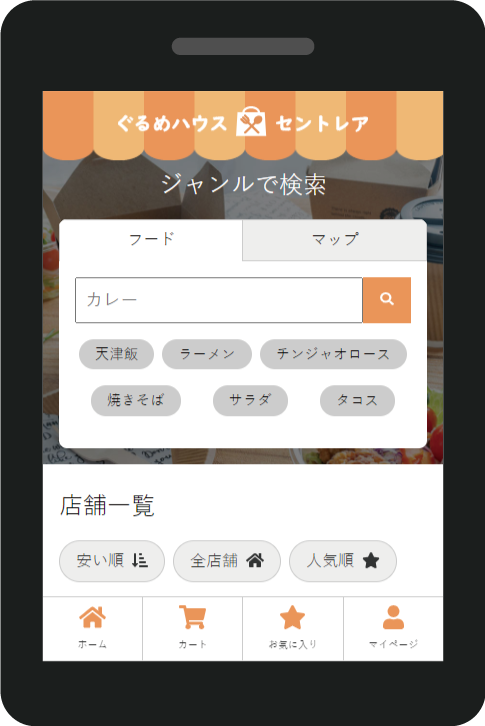 ぐるめハウス セントレア
ジャンルで検索
フード マップ
カレー
天津飯 ラーメン チンジャオロース
焼きそば サラダ タコス
店舗一覧
安い順 全店舗 人気順
ホーム カート お気に入り マイページ